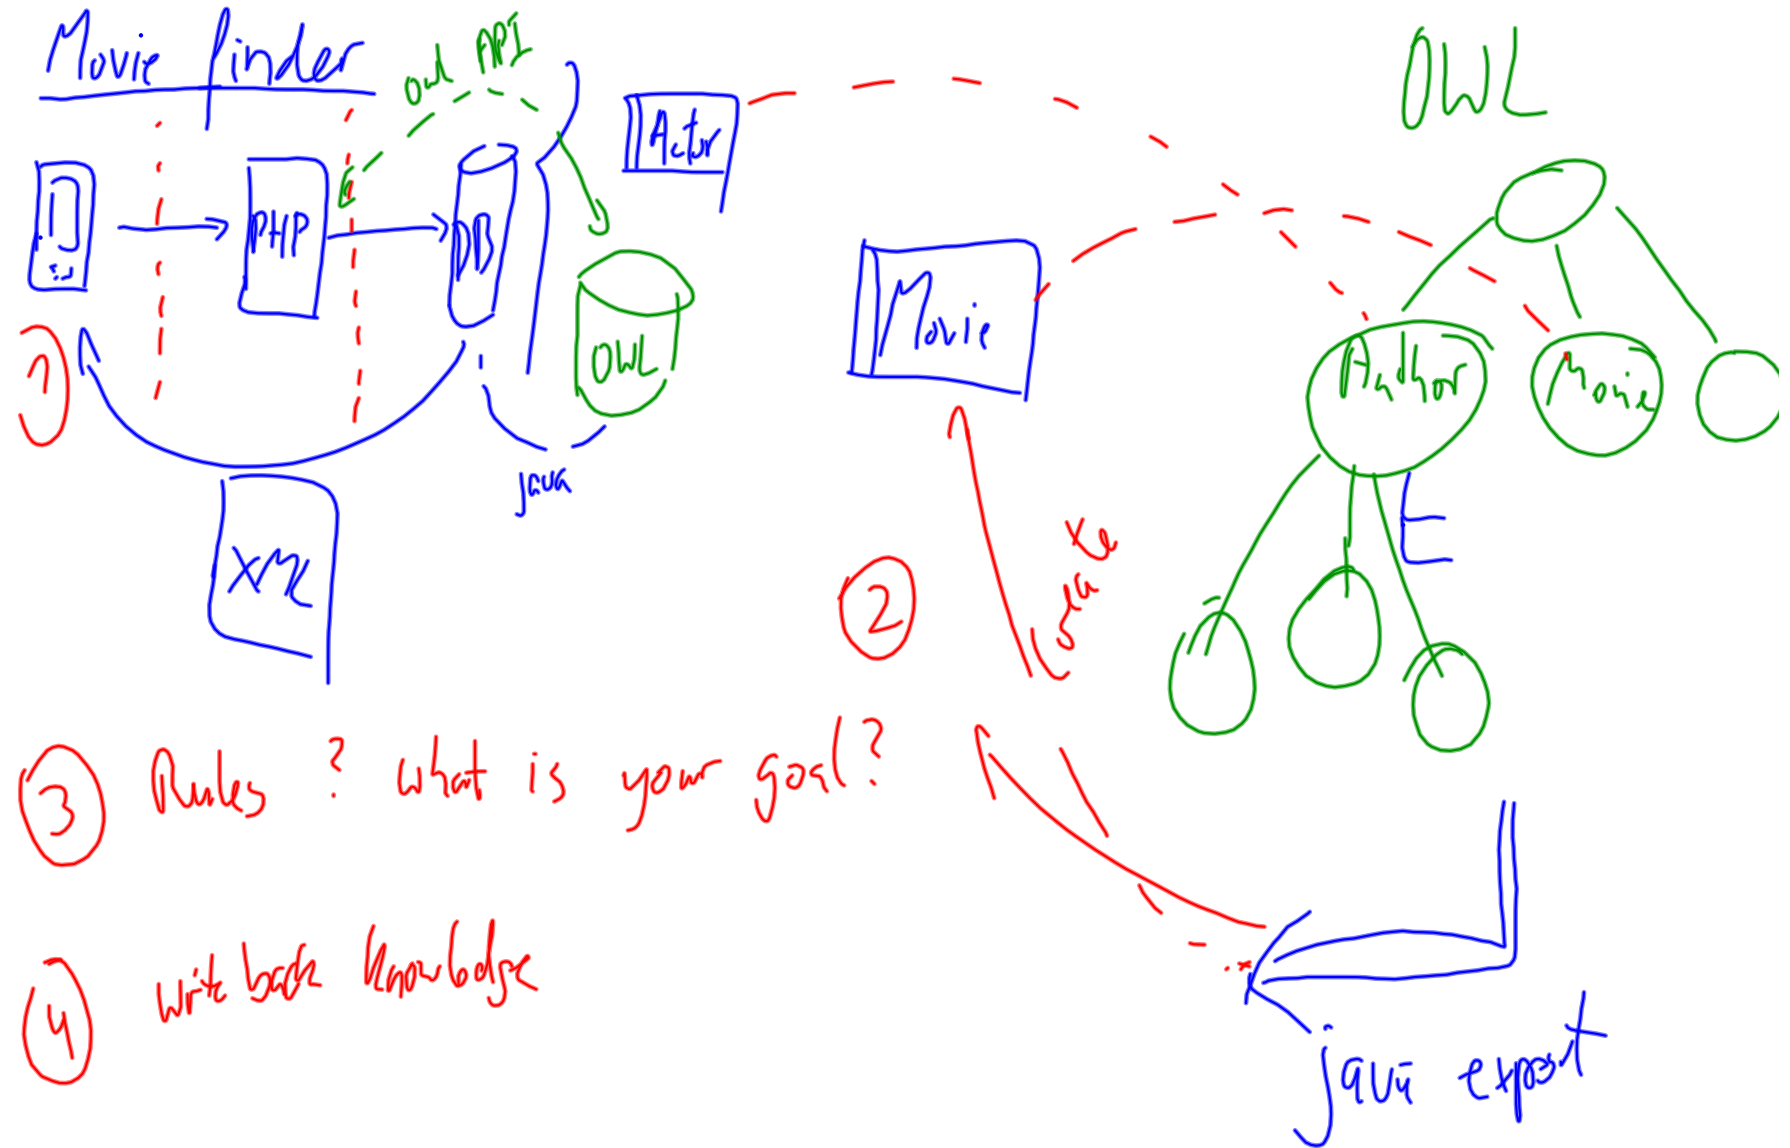 Movie finder
owl API
PHP
DB
OWL
java
XML
1
Actor
Movie
OWL
Author
Movie
E
2
3 Rules ? what is your goal?
4 write back knowledge
java export